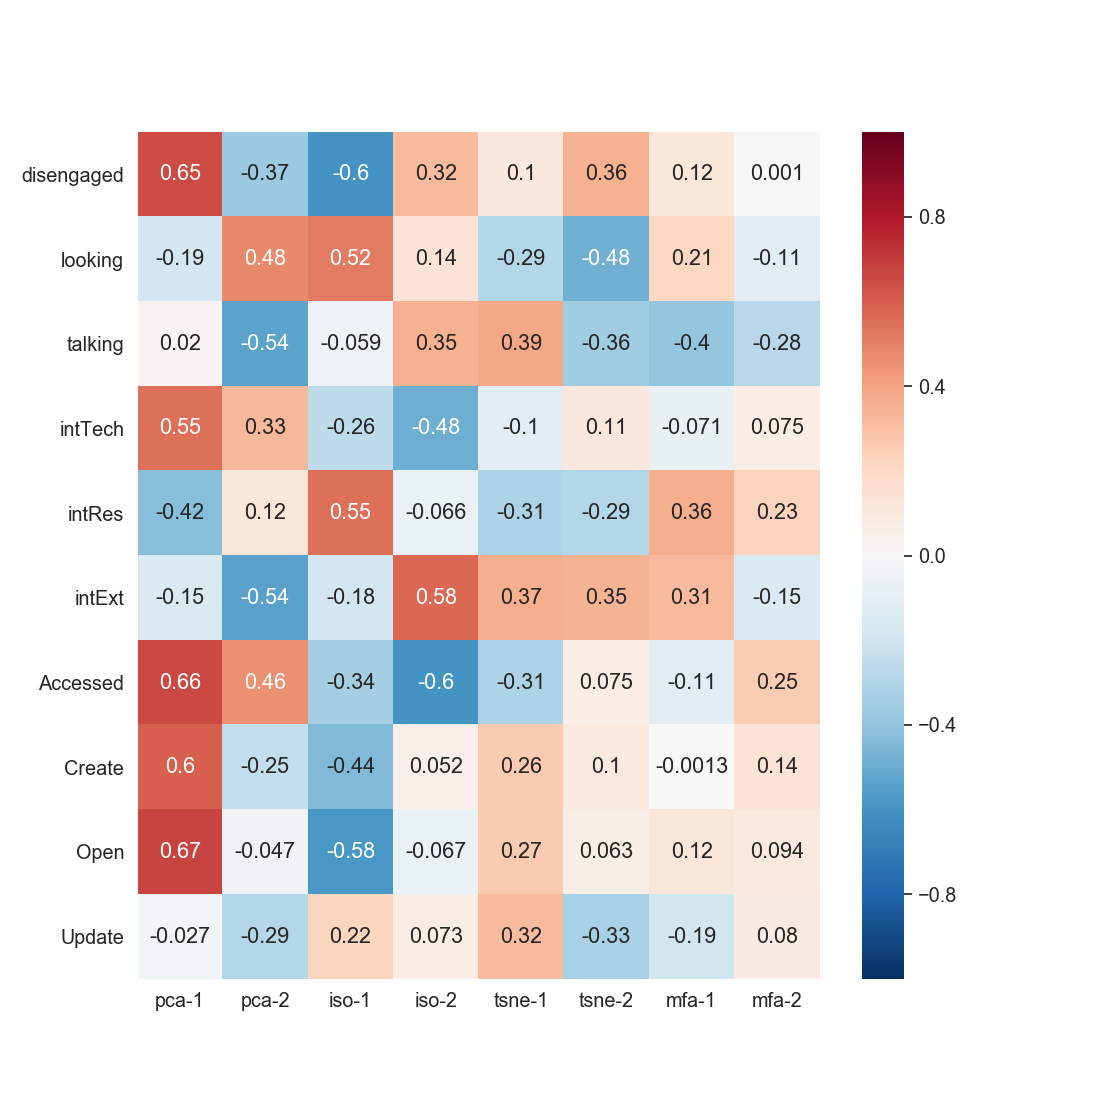 disengaged 0.65 -0.37 -0.6 0.32 0.1 0.36 0.12 0.001
looking -0.19 0.48 0.52 0.14 -0.29 -0.48 0.21 -0.11
talking 0.02 -0.54 -0.059 0.35 0.39 -0.36 -0.4 -0.28
intTech 0.55 0.33 -0.26 -0.48 -0.1 0.11 -0.071 0.075
intRes -0.42 0.12 0.55 -0.066 -0.31 -0.29 0.36 0.23
intExt -0.15 -0.54 -0.18 0.58 0.37 0.35 0.31 -0.15
Accessed 0.66 0.46 -0.34 -0.6 -0.31 0.075 -0.11 0.25
Create 0.6 -0.25 -0.44 0.052 0.26 0.1 -0.0013 0.14
Open 0.67 -0.047 -0.58 -0.067 0.27 0.063 0.12 0.094
Update -0.027 -0.29 0.22 0.073 0.32 -0.33 -0.19 0.08
pca-1 pca-2 iso-1 iso-2 tsne-1 tsne-2 mfa-1 mfa-2
0.8
0.4
0.0
−0.4
−0.8